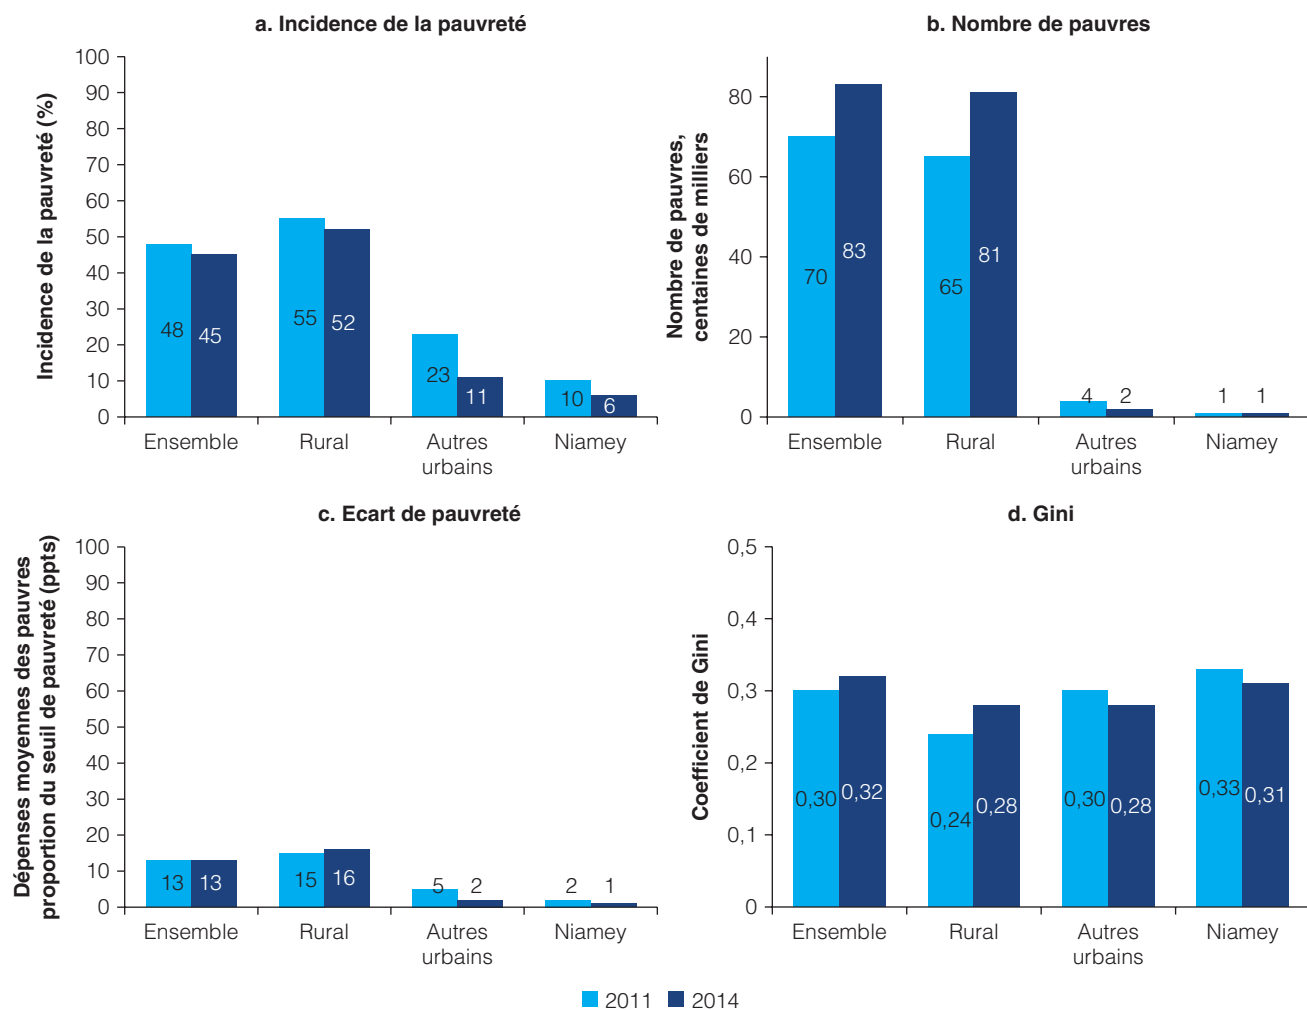 a. Incidence de la pauvreté
Incidence de la pauvreté (%)
100
90
80
70
60
50
40
30
20
10
0
48
45
55
52
23
11
10
6
Ensemble
Rural
Autres
urbains
Niamey
b. Nombre de pauvres
Nombre de pauvres,
centaines de milliers
80
60
40
20
0
70
83
65
81
4
2
1
1
Ensemble
Rural
Autres
urbains
Niamey
c. Ecart de pauvreté
Dépenses moyennes des pauvres
proportion du seuil de pauvreté (ppts)
100
90
80
70
60
50
40
30
20
10
0
13
13
15
16
5
2
2
1
Ensemble
Rural
Autres
urbains
Niamey
d. Gini
Coefficient de Gini
0,5
0,4
0,3
0,2
0,1
0
0,30
0,32
0,24
0,28
0,30
0,28
0,33
0,31
Ensemble
Rural
Autres
urbains
Niamey
2011
2014